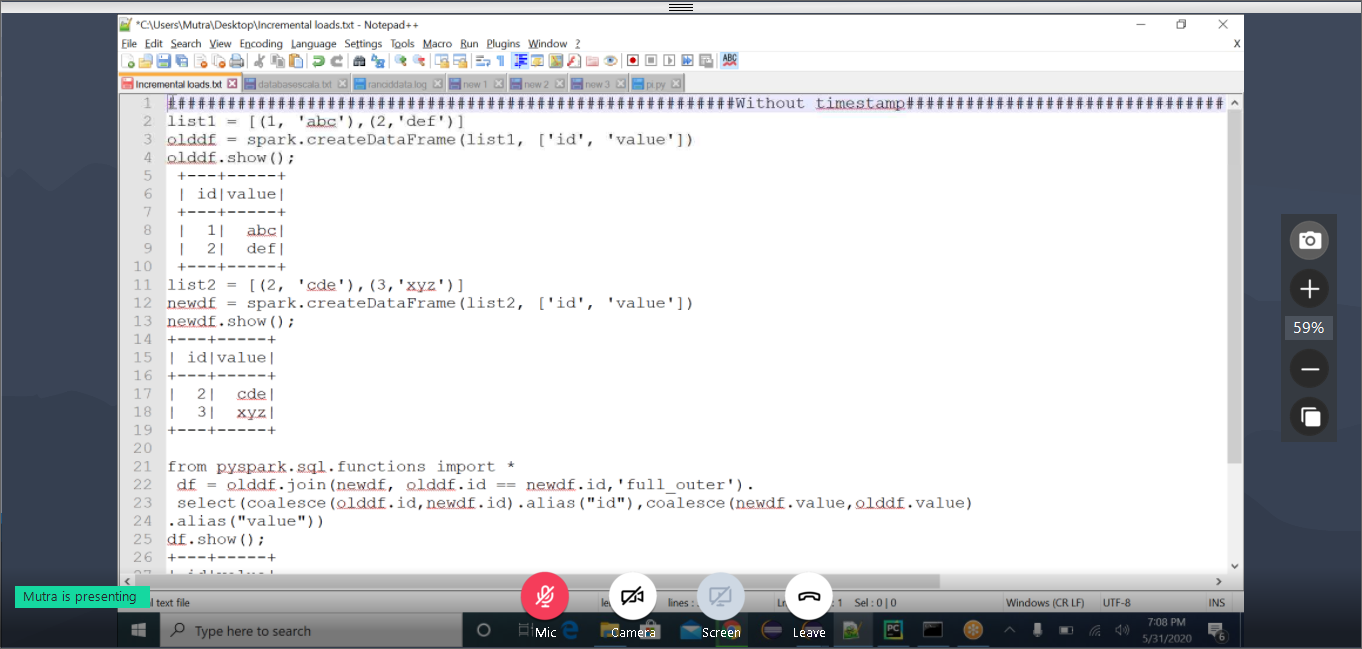 *C:\Users\Mutra\Desktop\Incremental loads.txt - Notepad++
File Edit Search View Encoding Language Settings Tools Macro Run Plugins Window ? X
ABC
Incremental loads.txt databasescala.txt ranciddata.log new 1 new 2 new 3 pi.py
1 #########################################################Without timestamp################################
2 list1 = [(1, 'abc'),(2,'def')]
3 olddf = spark.createDataFrame(list1, ['id', 'value'])
4 olddf.show();
5 +---+-----+
6 | id|value|
7 +---+-----+
8 | 1| abc|
9 | 2| def|
10 +---+-----+
11 list2 = [(2, 'cde'),(3,'xyz')]
12 newdf = spark.createDataFrame(list2, ['id', 'value'])
13 newdf.show();
14 +---+-----+
15 | id|value|
16 +---+-----+
17 | 2| cde|
18 | 3| xyz|
19 +---+-----+
20
21 from pyspark.sql.functions import *
22 df = olddf.join(newdf, olddf.id == newdf.id,'full_outer').
23 select(coalesce(olddf.id,newdf.id).alias("id"),coalesce(newdf.value,olddf.value)
24 .alias("value"))
25 df.show();
26 +---+-----+
27 | id|value|
59%
Mutra is presenting
text file lines : Ln : 1 Sel : 0 | 0 Windows (CR LF) UTF-8 INS
Type here to search
Mic Camera Screen Leave
PC
7:08 PM
5/31/2020
6